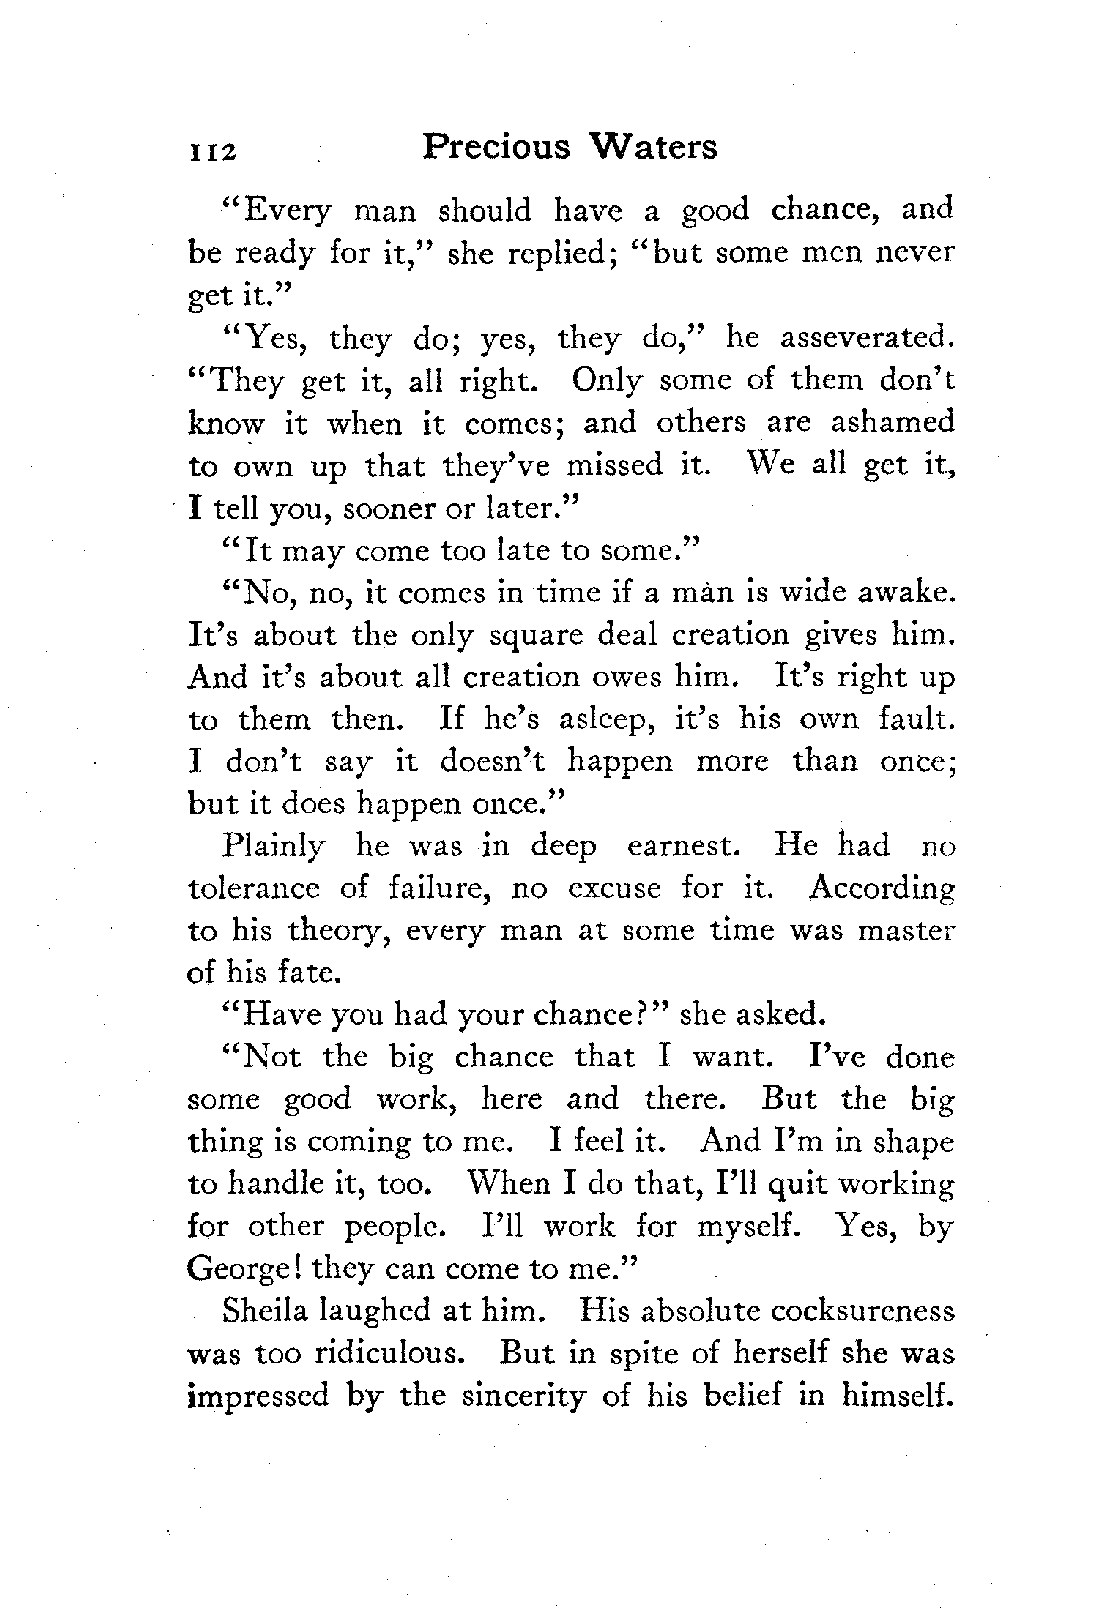 112 Precious Waters
"Every man should have a good chance, and
be ready for it," she replied; "but some men never
get it."
"Yes, they do; yes, they do," he asseverated.
"They get it, all right. Only some of them don't
know it when it comes; and others are ashamed
to own up that they've missed it. We all get it,
I tell you, sooner or later."
"It may come too late to some."
"No, no, it comes in time if a man is wide awake.
It's about the only square deal creation gives him.
And it's about all creation owes him. It's right up
to them then. If he's asleep, it's his own fault.
I don't say it doesn't happen more than once;
but it does happen once."
Plainly he was in deep earnest. He had no
tolerance of failure, no excuse for it. According
to his theory, every man at some time was master
of his fate.
"Have you had your chance?" she asked.
"Not the big chance that I want. I've done
some good work, here and there. But the big
thing is coming to me. I feel it. And I'm in shape
to handle it, too. When I do that, I'll quit working
for other people. I'll work for myself. Yes, by
George! they can come to me."
Sheila laughed at him. His absolute cocksureness
was too ridiculous. But in spite of herself she was
impressed by the sincerity of his belief in himself.